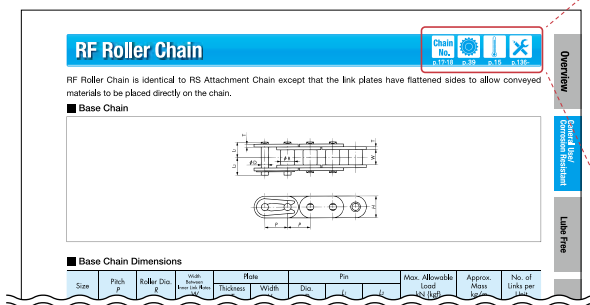 RF Roller Chain
Chain
No.
p.17·18
p.39
p.15
p.136~
RF Roller Chain is identical to RS Attachment Chain except that the link plates have flattened sides to allow conveyed
materials to be placed directly on the chain.
Base Chain
T
T
W
H
P
P
Base Chain Dimensions
Size
Pitch
P
Roller Dia.
R
Width
Between
Inner Link Plates
W
Plate
Thickness
Width
Pin
Dia.
Max. Allowable
Load
kN {kgf}
Approx.
Mass
kg/m
No. of
Links per
Unit
Overview
General Use/
Corrosion Resistant
Lube Free